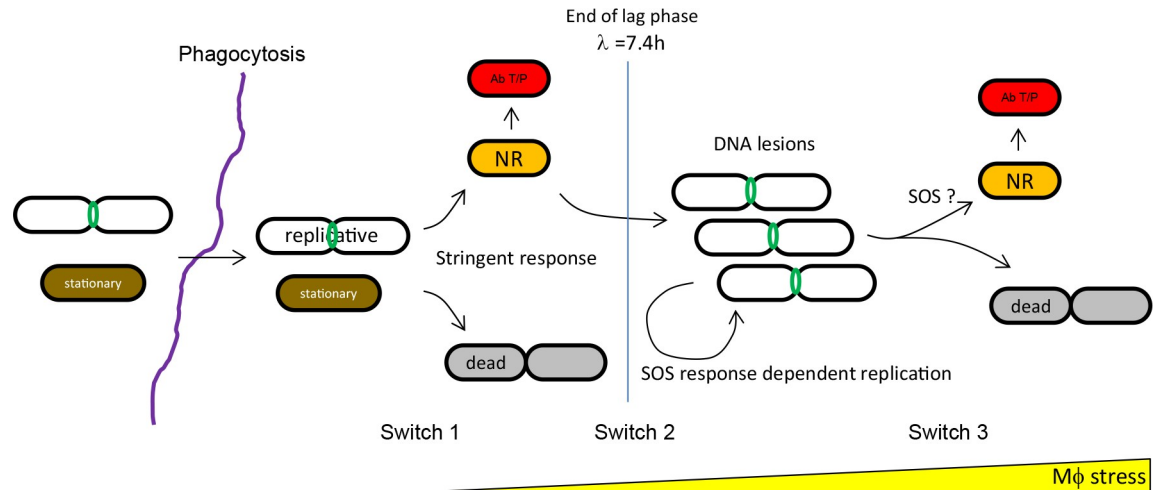 End of lag phase
λ =7.4h
Phagocytosis
Ab T/P
Ab T/P
NR
DNA lesions
NR
SOS ?
replicative
stationary
Stringent response
stationary
dead
dead
SOS response dependent replication
Switch 1
Switch 2
Switch 3
Mϕ stress